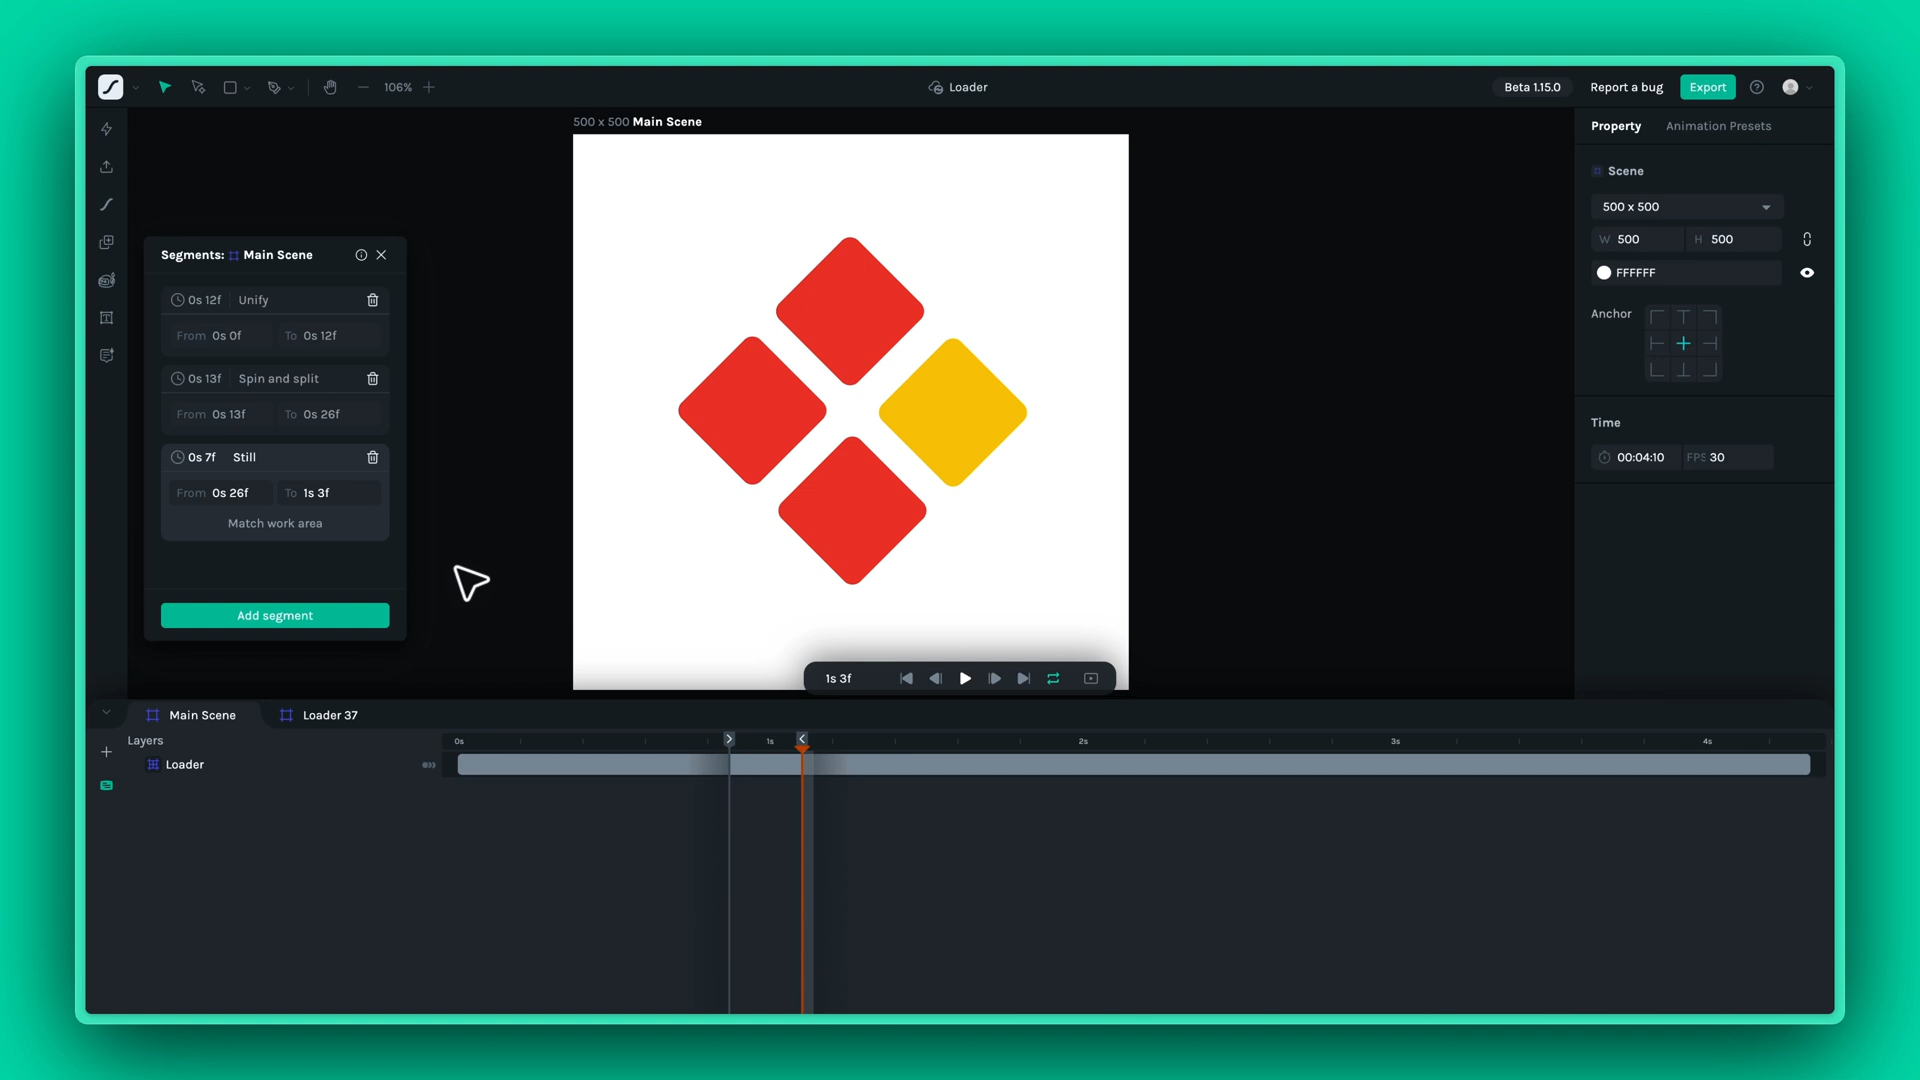 106%
Loader
Beta 1.15.0
Report a bug
Export
500 x 500 Main Scene
Property
Animation Presets
Scene
500 x 500
W 500
H 500
FFFFFF
Anchor
Time
00:04:10
FPS 30
Segments: Main Scene
0s 12f Unify
From 0s 0f To 0s 12f
0s 13f Spin and split
From 0s 13f To 0s 26f
0s 7f Still
From 0s 26f To 1s 3f
Match work area
Add segment
1s 3f
Main Scene
Loader 37
Layers
0s 1s 2s 3s 4s
Loader